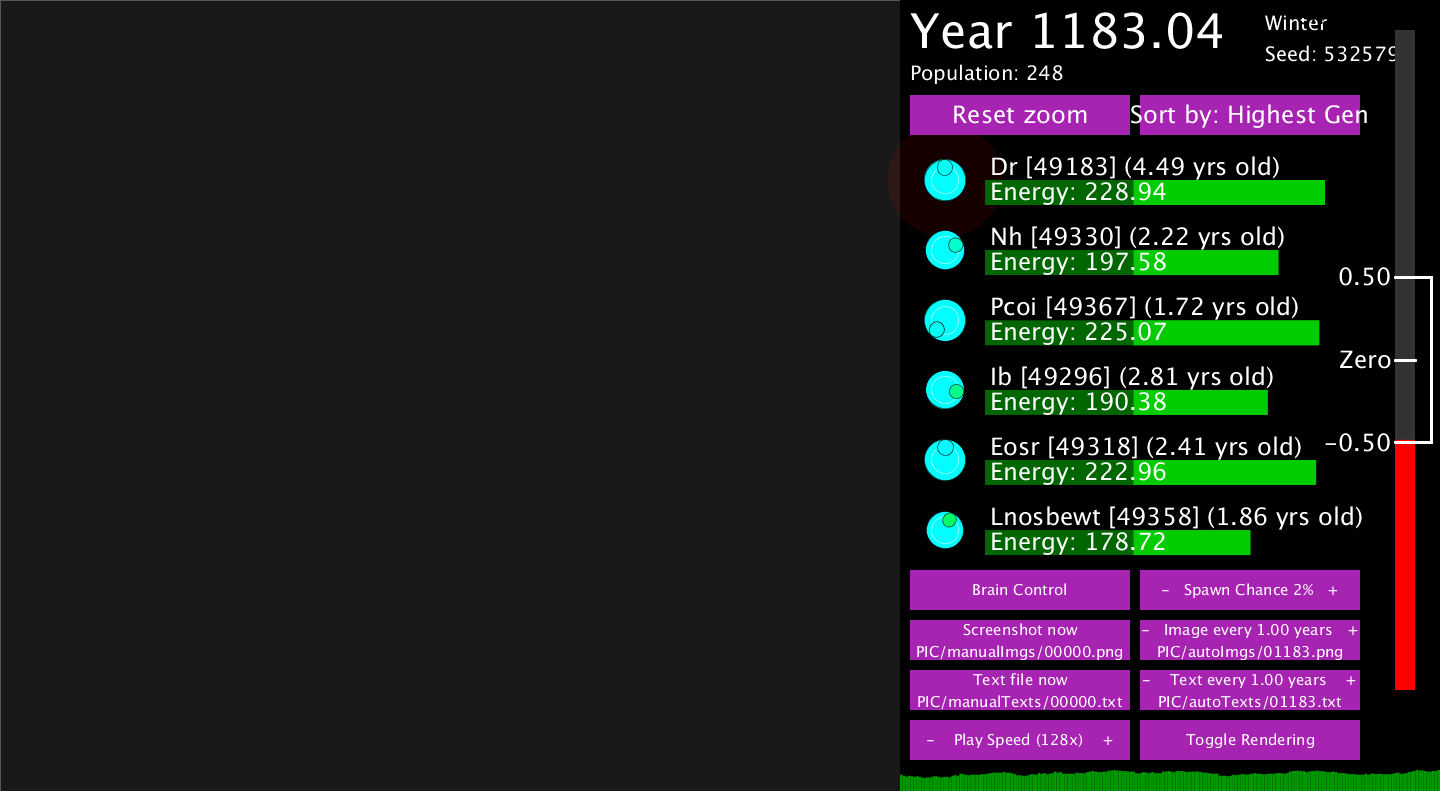 Year 1183.04
Winter
Seed: 532579
Population: 248
Reset zoom
Sort by: Highest Gen
Dr [49183] (4.49 yrs old)
Energy: 228.94
Nh [49330] (2.22 yrs old)
Energy: 197.58
Pcoi [49367] (1.72 yrs old)
Energy: 225.07
Ib [49296] (2.81 yrs old)
Energy: 190.38
Eosr [49318] (2.41 yrs old)
Energy: 222.96
Lnosbewt [49358] (1.86 yrs old)
Energy: 178.72
0.50
Zero
-0.50
Brain Control
- Spawn Chance 2% +
Screenshot now
PIC/manualImgs/00000.png
- Image every 1.00 years +
PIC/autoImgs/01183.png
Text file now
PIC/manualTexts/00000.txt
- Text every 1.00 years +
PIC/autoTexts/01183.txt
- Play Speed (128x) +
Toggle Rendering